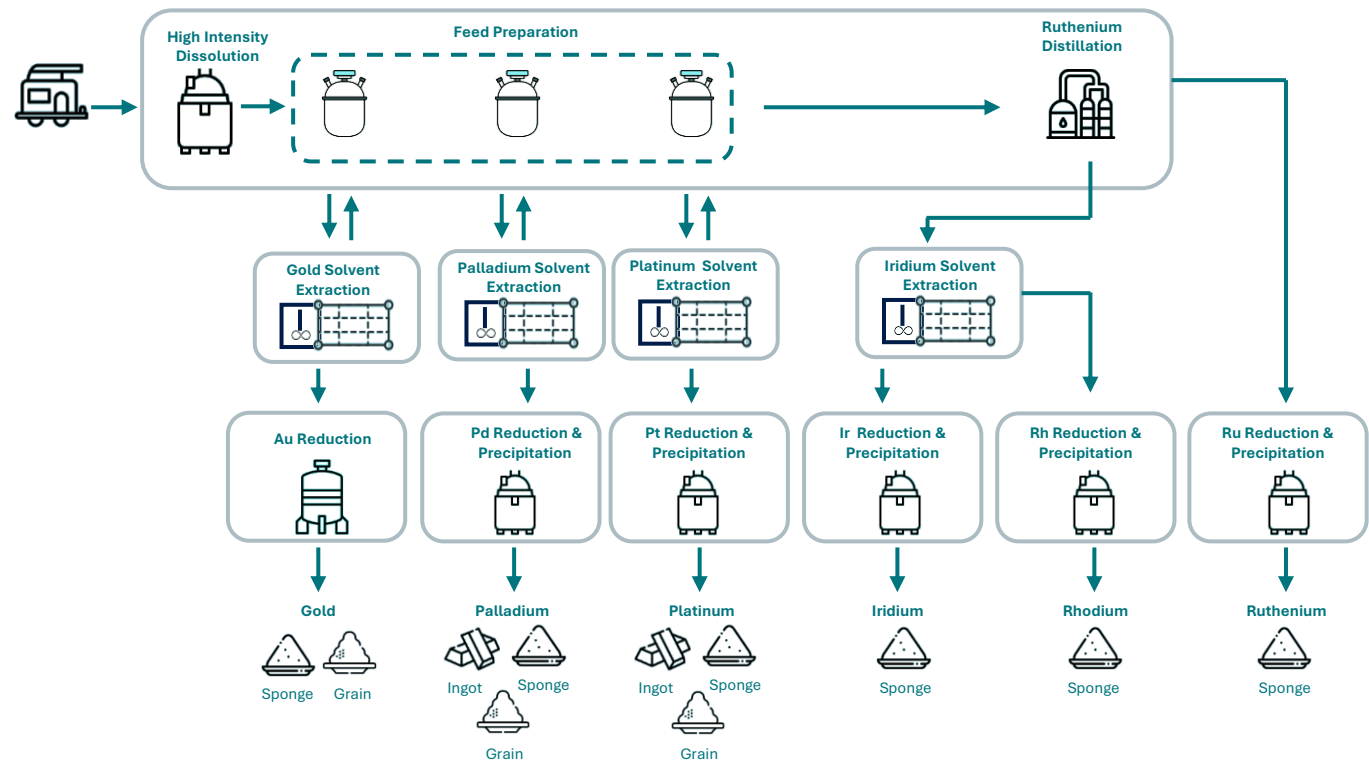 High Intensity
Dissolution
Feed Preparation
Ruthenium
Distillation
Gold Solvent
Extraction
Palladium Solvent
Extraction
Platinum Solvent
Extraction
Iridium Solvent
Extraction
Au Reduction
Pd Reduction &
Precipitation
Pt Reduction &
Precipitation
Ir Reduction &
Precipitation
Rh Reduction &
Precipitation
Ru Reduction &
Precipitation
Gold
Palladium
Platinum
Iridium
Rhodium
Ruthenium
Sponge
Grain
Ingot
Sponge
Grain
Ingot
Sponge
Grain
Sponge
Sponge
Sponge